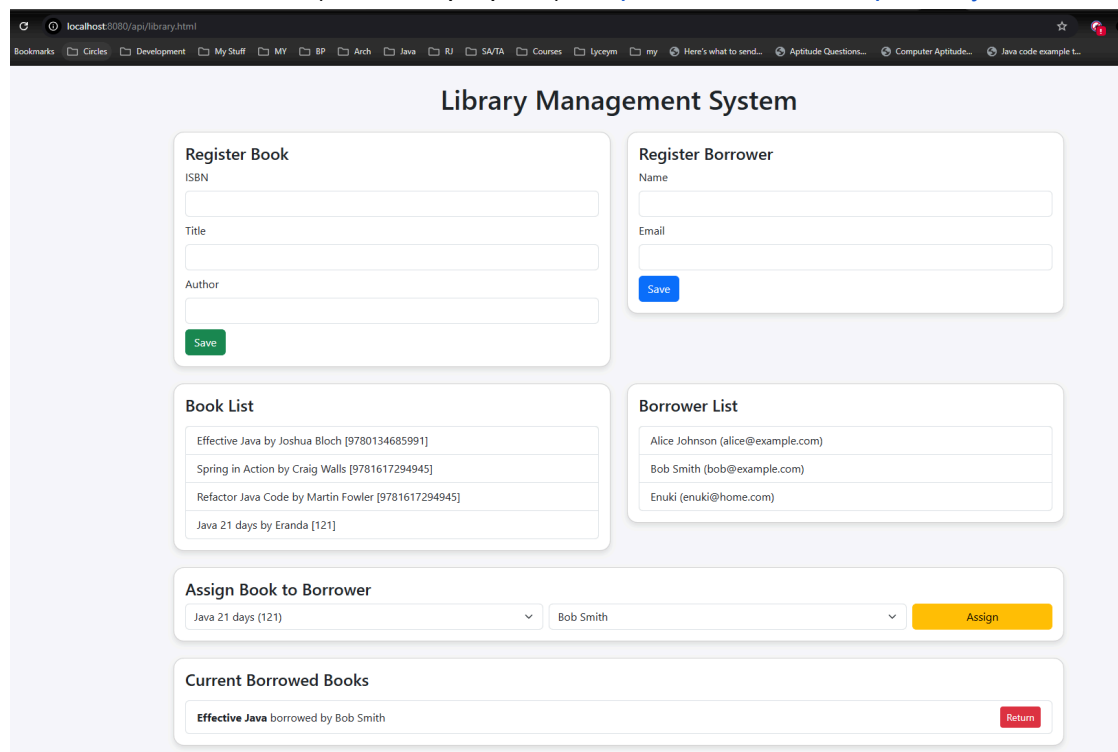 localhost:8080/api/library.html
Bookmarks Circles Development My Stuff MY BP Arch Java RJ SA/TA Courses Lyceym my Here's what to send... Aptitude Questions... Computer Aptitude... Java code example t...
Library Management System
Register Book
ISBN
Title
Author
Save
Register Borrower
Name
Email
Save
Book List
Effective Java by Joshua Bloch [9780134685991]
Spring in Action by Craig Walls [9781617294945]
Refactor Java Code by Martin Fowler [9781617294945]
Java 21 days by Eranda [121]
Borrower List
Alice Johnson (alice@example.com)
Bob Smith (bob@example.com)
Enuki (enuki@home.com)
Assign Book to Borrower
Java 21 days (121) Bob Smith Assign
Current Borrowed Books
Effective Java borrowed by Bob Smith Return